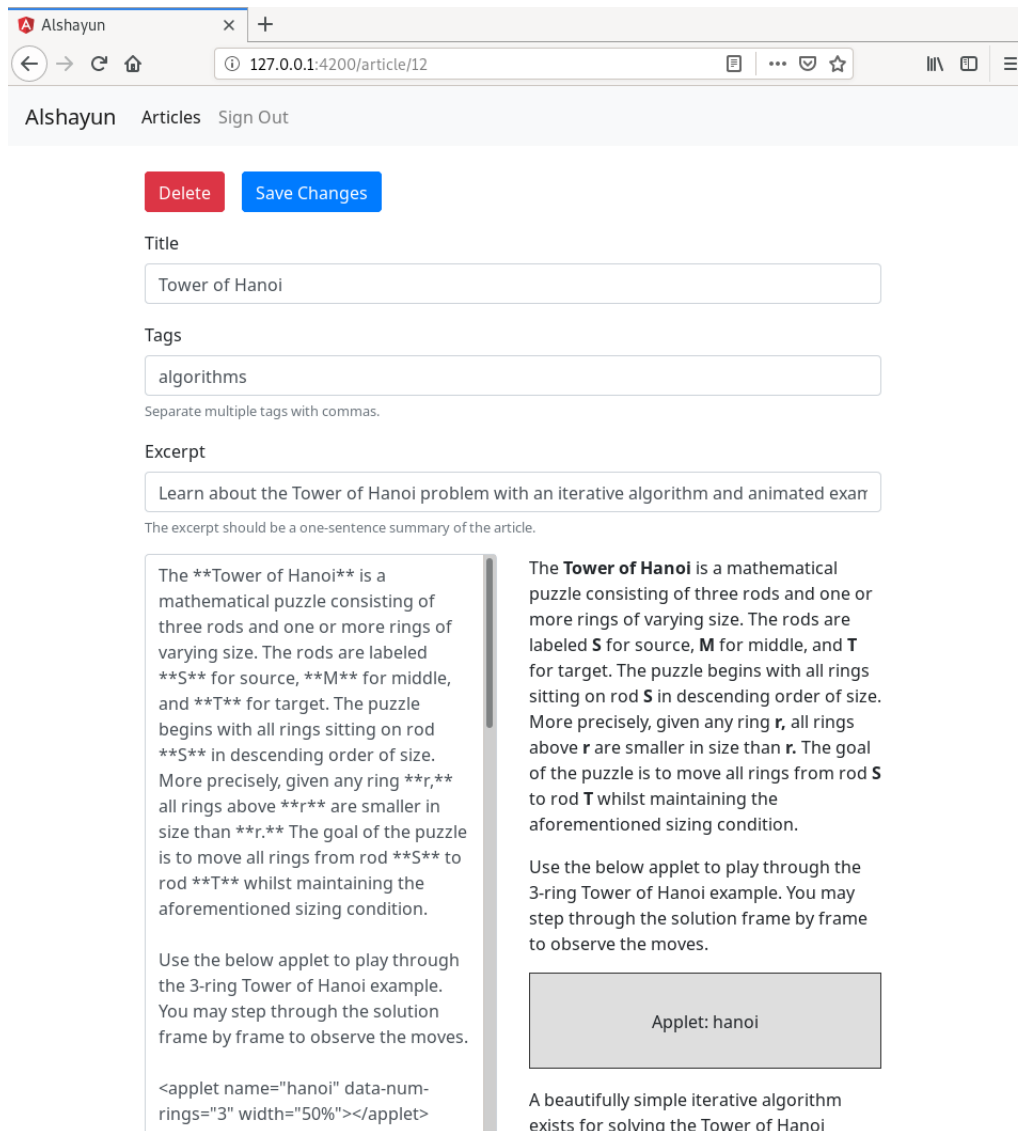 Alshayun
127.0.0.1:4200/article/12
Alshayun Articles Sign Out
Delete Save Changes
Title
Tower of Hanoi
Tags
algorithms
Separate multiple tags with commas.
Excerpt
Learn about the Tower of Hanoi problem with an iterative algorithm and animated exam
The excerpt should be a one-sentence summary of the article.
The **Tower of Hanoi** is a
mathematical puzzle consisting of
three rods and one or more rings of
varying size. The rods are labeled
**S** for source, **M** for middle,
and **T** for target. The puzzle
begins with all rings sitting on rod
**S** in descending order of size.
More precisely, given any ring **r,**
all rings above **r** are smaller in
size than **r.** The goal of the puzzle
is to move all rings from rod **S** to
rod **T** whilst maintaining the
aforementioned sizing condition.
Use the below applet to play through
the 3-ring Tower of Hanoi example.
You may step through the solution
frame by frame to observe the moves.
<applet name="hanoi" data-num-
rings="3" width="50%"></applet>
The Tower of Hanoi is a mathematical
puzzle consisting of three rods and one or
more rings of varying size. The rods are
labeled S for source, M for middle, and T
for target. The puzzle begins with all rings
sitting on rod S in descending order of size.
More precisely, given any ring r, all rings
above r are smaller in size than r. The goal
of the puzzle is to move all rings from rod S
to rod T whilst maintaining the
aforementioned sizing condition.
Use the below applet to play through the
3-ring Tower of Hanoi example. You may
step through the solution frame by frame
to observe the moves.
Applet: hanoi
A beautifully simple iterative algorithm
exists for solving the Tower of Hanoi